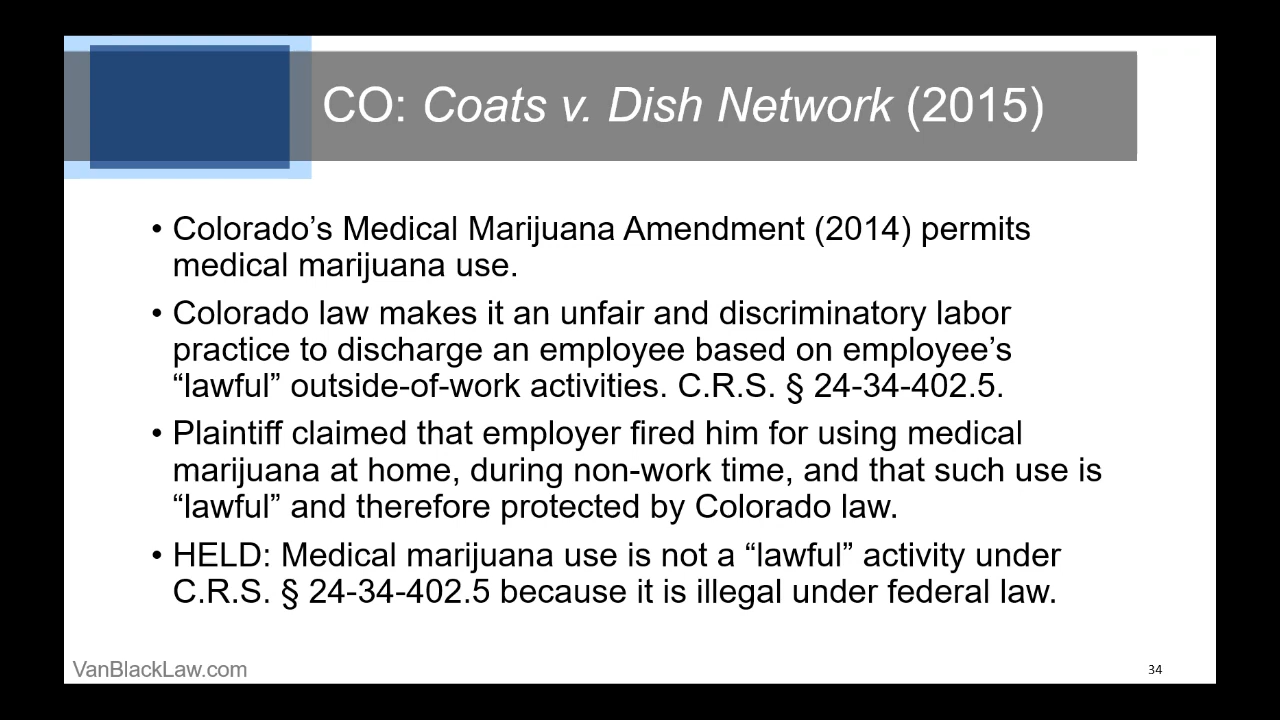 CO: Coats v. Dish Network (2015)
• Colorado’s Medical Marijuana Amendment (2014) permits
medical marijuana use.
• Colorado law makes it an unfair and discriminatory labor
practice to discharge an employee based on employee’s
“lawful” outside-of-work activities. C.R.S. § 24-34-402.5.
• Plaintiff claimed that employer fired him for using medical
marijuana at home, during non-work time, and that such use is
“lawful” and therefore protected by Colorado law.
• HELD: Medical marijuana use is not a “lawful” activity under
C.R.S. § 24-34-402.5 because it is illegal under federal law.
VanBlackLaw.com
34